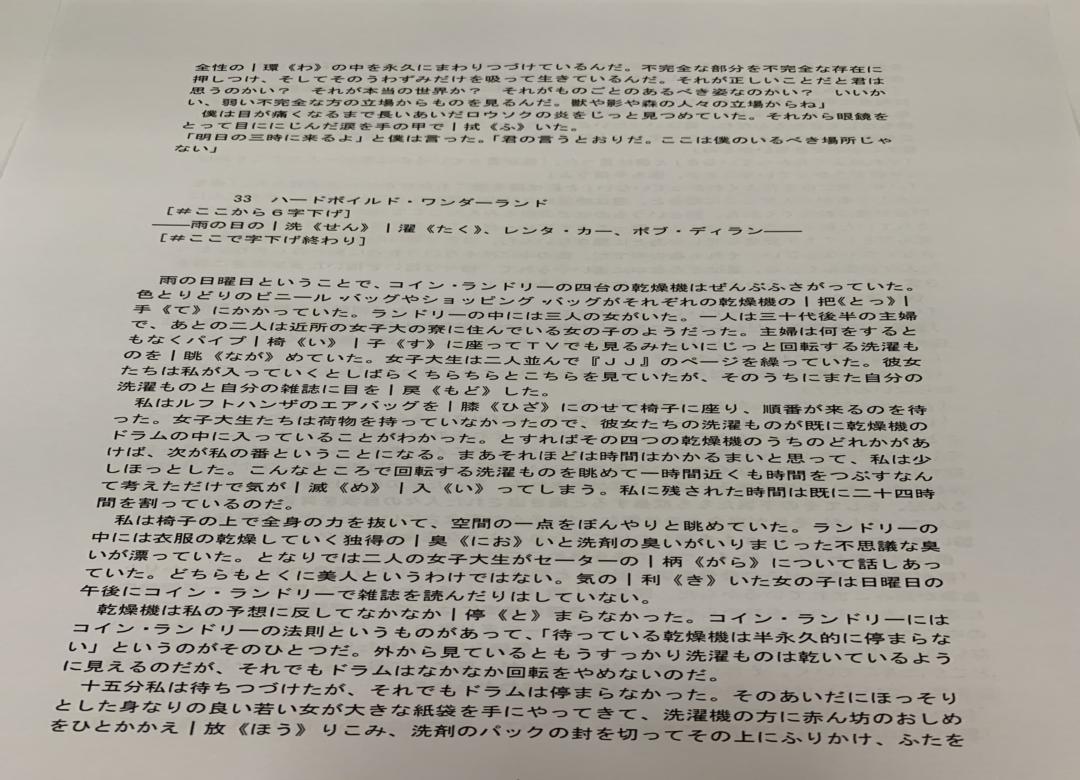 全性の｜環《わ》の中を永久にまわりつづけているんだ。不完全な部分を不完全な存在に
押しつけ、そしてそのうわずみだけを吸って生きているんだ。それが正しいことだと君は
思うのかい？　それが本当の世界か？　それがものごとのあるべき姿なのかい？　いいか
い、弱い不完全な方の立場からものを見るんだ。獣や影や森の人々の立場からね」
　僕は目が痛くなるまで長いあいだロウソクの炎をじっと見つめていた。それから眼鏡を
とって目ににじんだ涙を手の甲で｜拭《ふ》いた。
「明日の三時に来るよ」と僕は言った。「君の言うとおりだ。ここは僕のいるべき場所じゃ
ない」
33　ハードボイルド・ワンダーランド
［＃ここから６字下げ］
――雨の日の｜洗《せん》｜濯《たく》、レンタ・カー、ボブ・ディラン――
［＃ここで字下げ終わり］
　雨の日曜日ということで、コイン・ランドリーの四台の乾燥機はぜんぶふさがっていた。
色とりどりのビニール・バッグやショッピング・バッグがそれぞれの乾燥機の｜把《とっ》｜
手《て》にかかっていた。ランドリーの中には三人の女がいた。一人は三十代後半の主婦
で、あとの二人は近所の女子大の寮に住んでいる女の子のようだった。主婦は何をすると
もなくパイプ｜椅《い》｜子《す》に座ってＴＶでも見るみたいにじっと回転する洗濯も
のを｜眺《なが》めていた。女子大生は二人並んで『ＪＪ』のページを繰っていた。彼女
たちは私が入っていくとしばらくちらちらとこちらを見ていたが、そのうちにまた自分の
洗濯ものと自分の雑誌に目を｜戻《もど》した。
　私はルフトハンザのエアバッグを｜膝《ひざ》にのせて椅子に座り、順番が来るのを待
った。女子大生たちは荷物を持っていなかったので、彼女たちの洗濯ものが既に乾燥機の
ドラムの中に入っていることがわかった。とすればその四つの乾燥機のうちのどれかがあ
けば、次が私の番ということになる。まあそれほどは時間はかかるまいと思って、私は少
しほっとした。こんなところで回転する洗濯ものを眺めて一時間近くも時間をつぶすなん
て考えただけで気が｜滅《め》｜入《い》ってしまう。私に残された時間は既に二十四時
間を割っているのだ。
　私は椅子の上で全身の力を抜いて、空間の一点をぼんやりと眺めていた。ランドリーの
中には衣服の乾燥していく独得の｜臭《にお》いと洗剤の臭いがいりまじった不思議な臭
いが漂っていた。となりでは二人の女子大生がセーターの｜柄《がら》について話しあっ
ていた。どちらもとくに美人というわけではない。気の｜利《き》いた女の子は日曜日の
午後にコイン・ランドリーで雑誌を読んだりはしていない。
　乾燥機は私の予想に反してなかなか｜停《と》まらなかった。コイン・ランドリーには
コイン・ランドリーの法則というものがあって、「待っている乾燥機は半永久的に停まらな
い」というのがそのひとつだ。外から見ているともうすっかり洗濯ものは乾いているよう
に見えるのだが、それでもドラムはなかなか回転をやめないのだ。
　十五分私は待ちつづけたが、それでもドラムは停まらなかった。そのあいだにほっそり
とした身なりの良い若い女が大きな紙袋を手にやってきて、洗濯機の方に赤ん坊のおしめ
をひとかかえ｜放《ほう》りこみ、洗剤のパックの封を切ってその上にふりかけ、ふたを